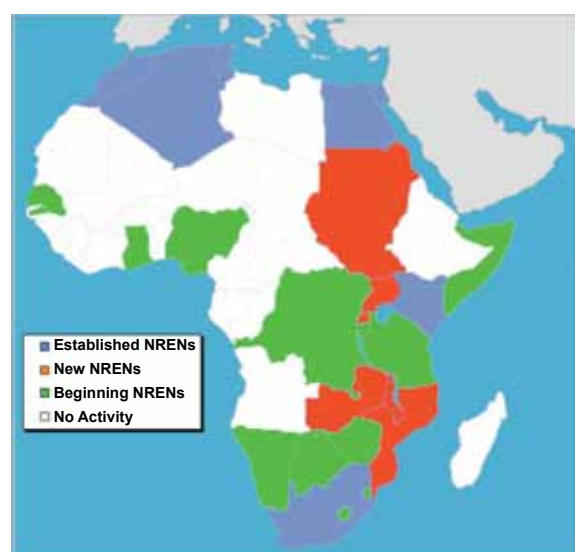 Established NRENs
New NRENs
Beginning NRENs
No Activity